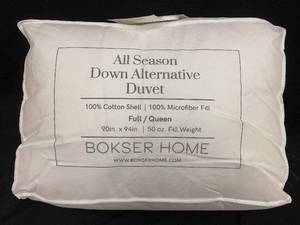 All Season
Down Alternative
Duvet
100% Cotton Shell | 100% Microfiber Fill
Full / Queen
90in. x 94in. | 50 oz. Fill Weight
BOKSER HOME
WWW.BOKSERHOME.COM